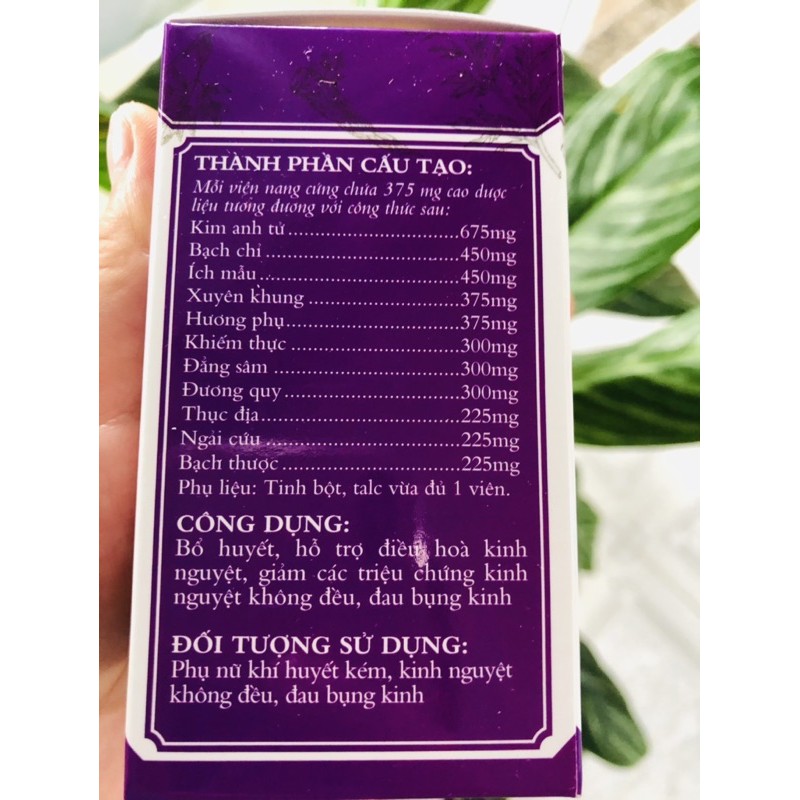 THÀNH PHẦN CẤU TẠO:
Mỗi viện nang cứng chứa 375 mg cao dược
liệu tương đương với công thức sau:
Kim anh tử..............................675mg
Bạch chỉ..................................450mg
Ích mẫu...................................450mg
Xuyên khung..........................375mg
Hương phụ..............................375mg
Khiếm thực..............................300mg
Đẳng sâm.................................300mg
Đương quy...............................300mg
Thục địa...................................225mg
Ngải cứu..................................225mg
Bạch thược...............................225mg
Phụ liệu: Tinh bột, talc vừa đủ 1 viên.
CÔNG DỤNG:
Bổ huyết, hỗ trợ điều hoà kinh
nguyệt, giảm các triệu chứng kinh
nguyệt không đều, đau bụng kinh
ĐỐI TƯỢNG SỬ DỤNG:
Phụ nữ khí huyết kém, kinh nguyệt
không đều, đau bụng kinh